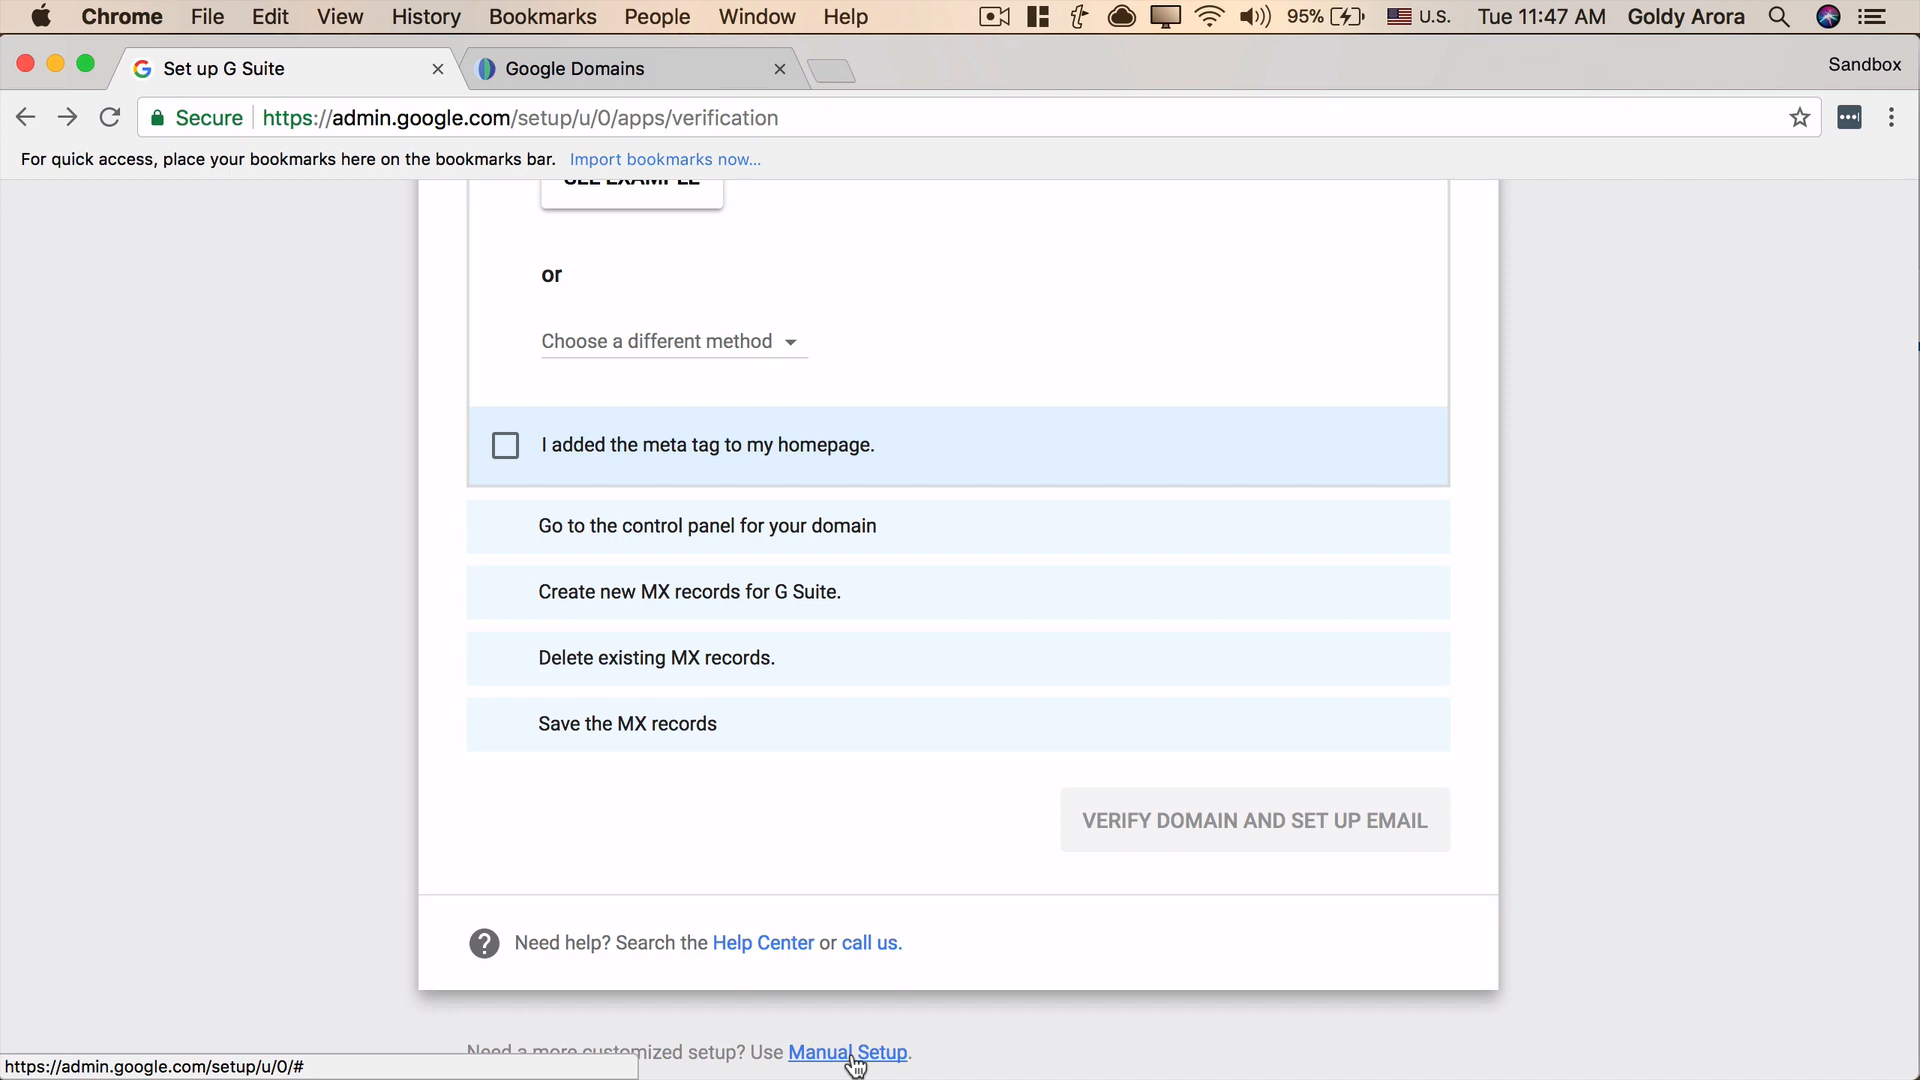 Chrome File Edit View History Bookmarks People Window Help 95% U.S. Tue 11:47 AM Goldy Arora
Set up G Suite Google Domains Sandbox
Secure https://admin.google.com/setup/u/0/apps/verification
For quick access, place your bookmarks here on the bookmarks bar. Import bookmarks now...
SEE EXAMPLE
or
Choose a different method
I added the meta tag to my homepage.
Go to the control panel for your domain
Create new MX records for G Suite.
Delete existing MX records.
Save the MX records
VERIFY DOMAIN AND SET UP EMAIL
? Need help? Search the Help Center or call us.
Need a more customized setup? Use Manual Setup.
https://admin.google.com/setup/u/0/#